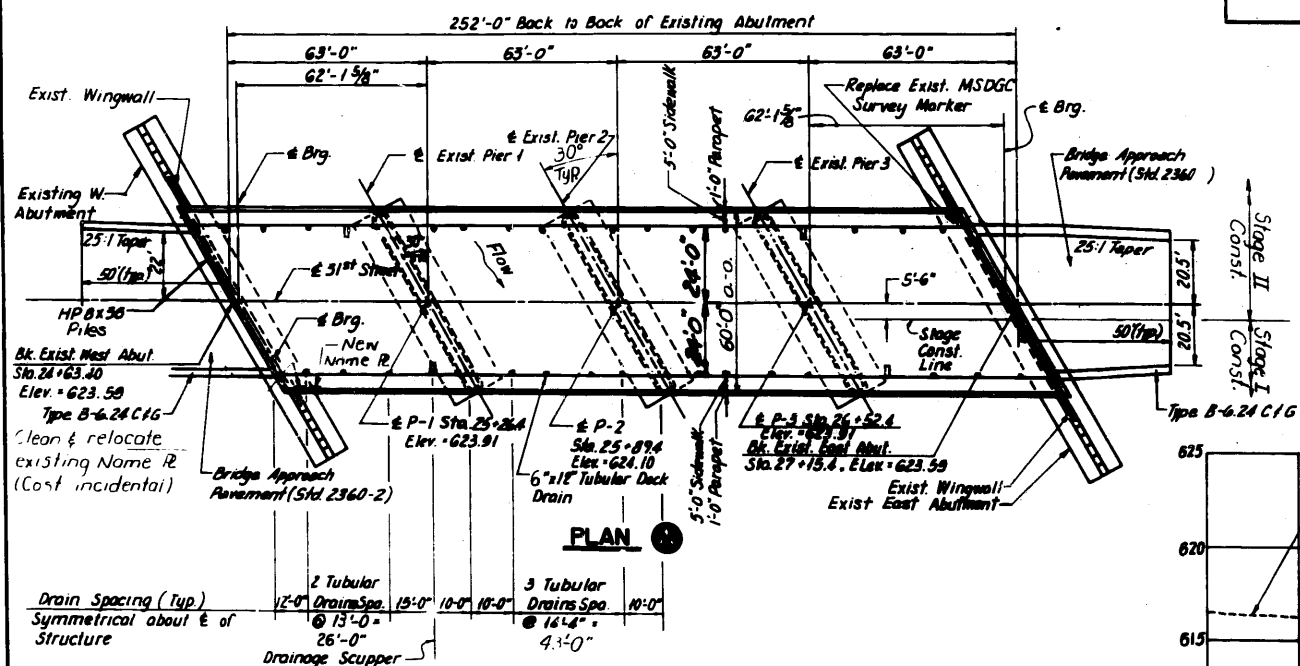 252'-0" Back to Back of Existing Abutment
63'-0"
63'-0"
63'-0"
63'-0"
62'-1 5/8"
62'-1 5/8"
Exist. Wingwall
Replace Exist. MSDGC
Survey Marker
℄ Brg.
℄ Brg.
℄ Exist. Pier 1
℄ Exist. Pier 2
30°
TYP.
5'-0" Sidewalk
1'-0" Parapet
℄ Exist. Pier 3
Bridge Approach
Pavement (Std. 2360 )
Existing W.
Abutment
25:1 Taper
50' (typ)
22'
Flow
℄ 31st Street
24'-0"
24'-0"
60'-0" o.-o.
5'-6"
Stage
Const.
Line
25:1 Taper
20.5'
20.5'
50' (typ)
Stage II
Const.
Stage I
Const.
HP 8x36
Piles
℄ Brg.
New
Name ℞
Bk. Exist. West Abut.
Sta. 24+63.40
Elev. = 623.59
Type B-6.24 C&G
Clean & relocate
existing Name ℞
(Cost incidental)
Bridge Approach
Pavement (Std. 2360-2)
℄ P-1 Sta. 25+26.4
Elev. = 623.91
℄ P-2
Sta. 25+89.4
Elev. = 624.10
6"x12" Tubular Deck
Drain
5'-0" Sidewalk
1'-0" Parapet
℄ P-3 Sta. 26+52.4
Elev. = 623.91
Bk. Exist. East Abut.
Sta. 27+15.4, Elev. = 623.59
Exist. Wingwall
Exist East Abutment
Type B-6.24 C&G
PLAN
Drain Spacing (Typ.)
Symmetrical about ℄ of
Structure
12'-0"
2 Tubular
Drains Spa.
@ 13'-0 =
26'-0"
15'-0"
10'-0"
10'-0"
3 Tubular
Drains Spa.
@ 14'-4" =
43'-0"
10'-0"
Drainage Scupper
625
620
615